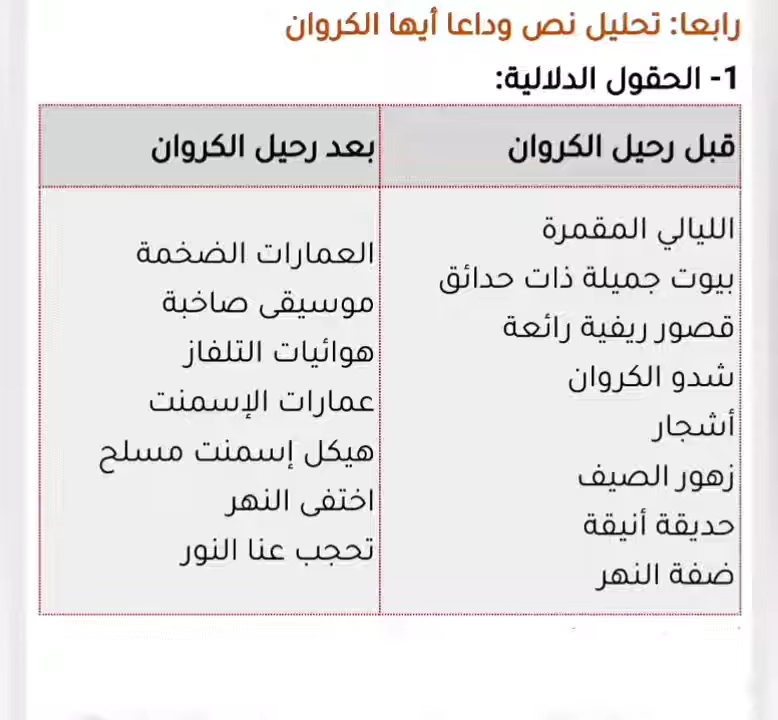 رابعا: تحليل نص وداعا أيها الكروان
1- الحقول الدلالية:
قبل رحيل الكروان
بعد رحيل الكروان
الليالي المقمرة
بيوت جميلة ذات حدائق
قصور ريفية رائعة
شدو الكروان
أشجار
زهور الصيف
حديقة أنيقة
ضفة النهر
العمارات الضخمة
موسيقى صاخبة
هوائيات التلفاز
عمارات الإسمنت
هيكل إسمنت مسلح
اختفى النهر
تحجب عنا النور